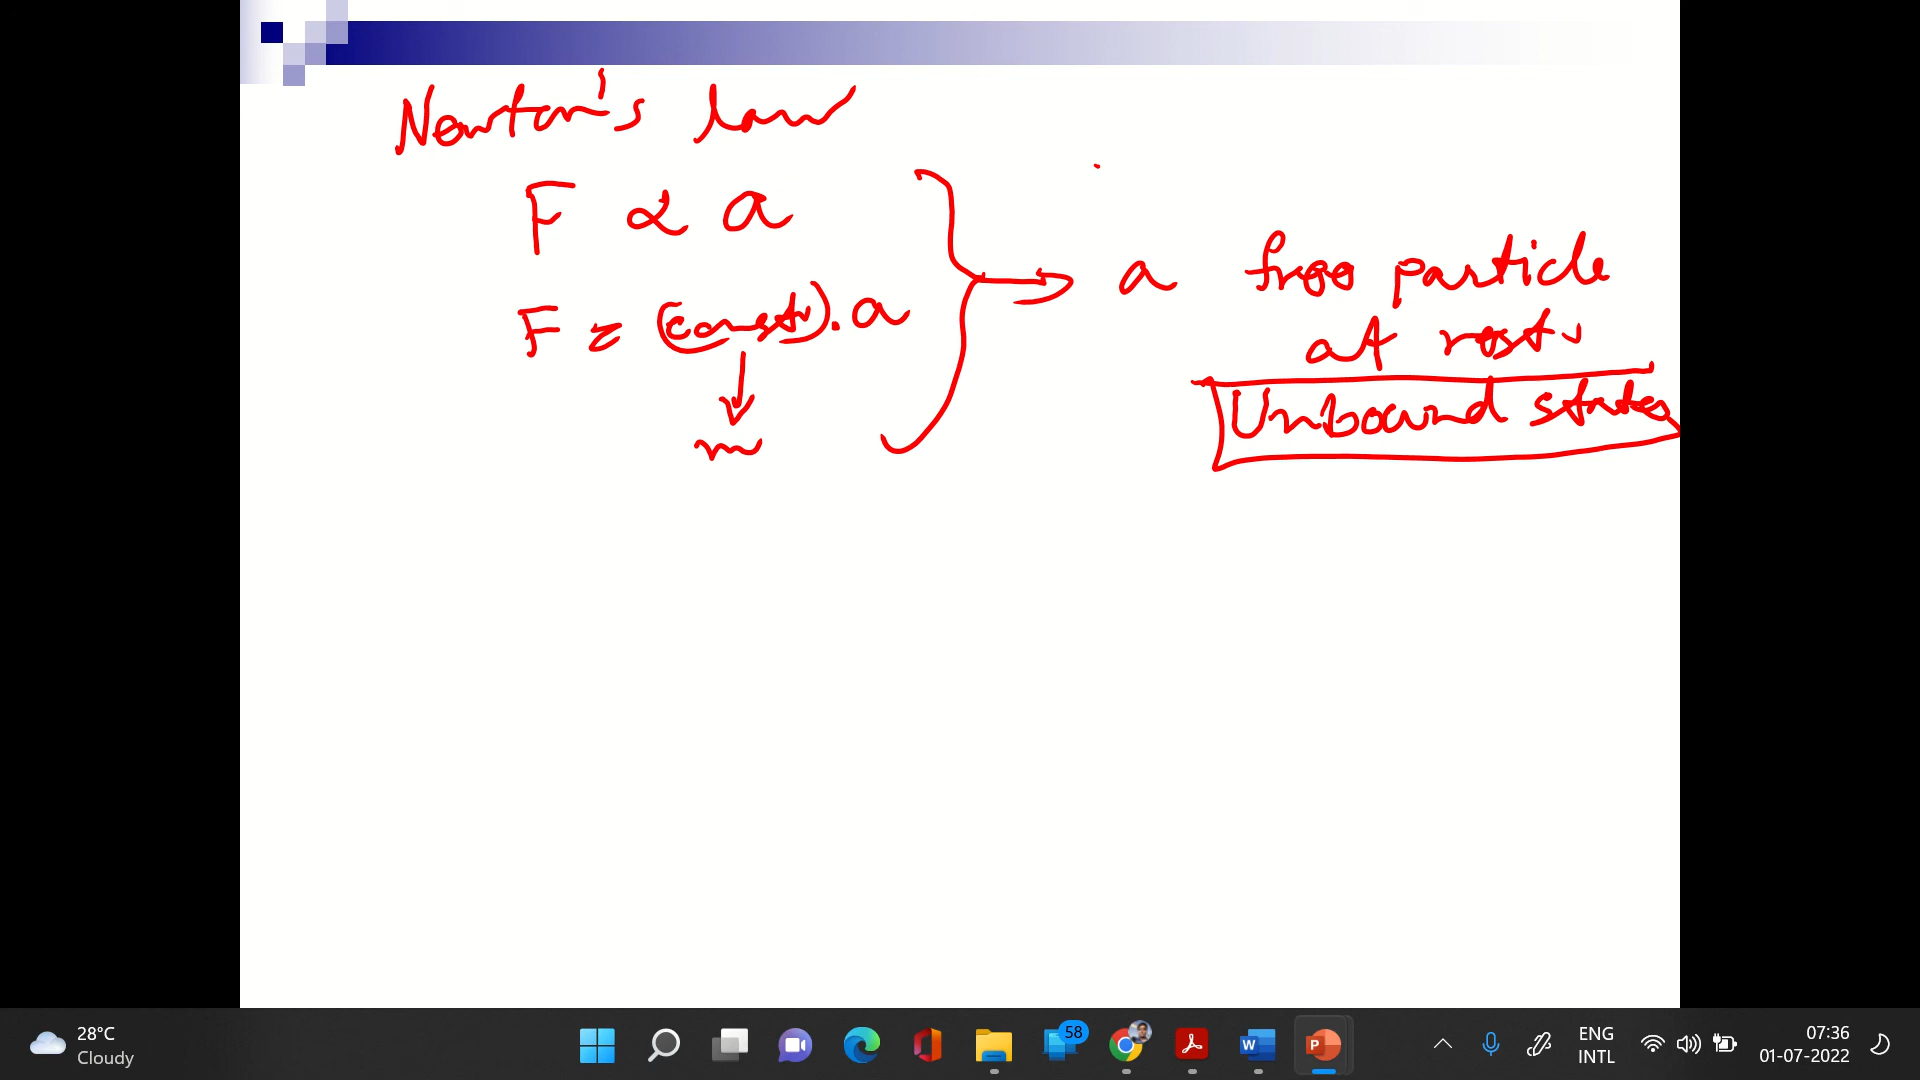 Newton's law
F ∝ a
F = (const).a
m
a free particle
at rest.
Unbound states
28°C
Cloudy
58
ENG
INTL
07:36
01-07-2022